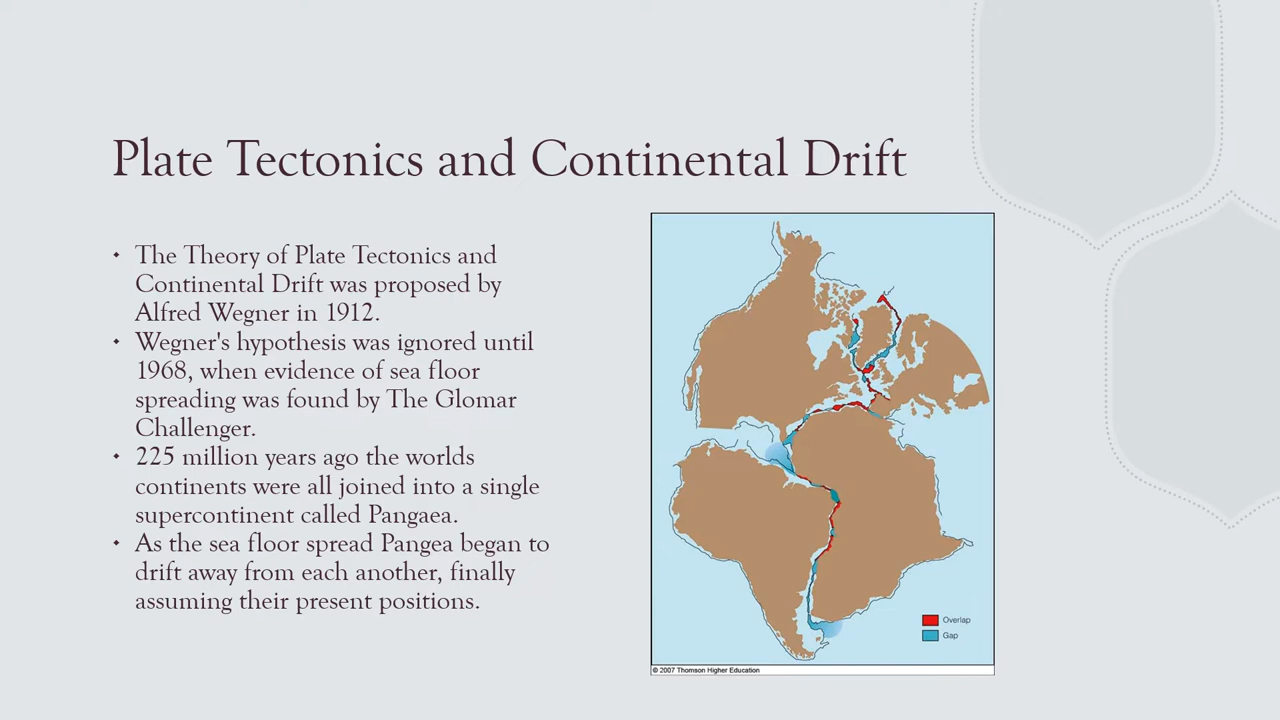 Plate Tectonics and Continental Drift
• The Theory of Plate Tectonics and
Continental Drift was proposed by
Alfred Wegner in 1912.
• Wegner's hypothesis was ignored until
1968, when evidence of sea floor
spreading was found by The Glomar
Challenger.
• 225 million years ago the worlds
continents were all joined into a single
supercontinent called Pangaea.
• As the sea floor spread Pangea began to
drift away from each another, finally
assuming their present positions.
Overlap
Gap
© 2007 Thomson Higher Education